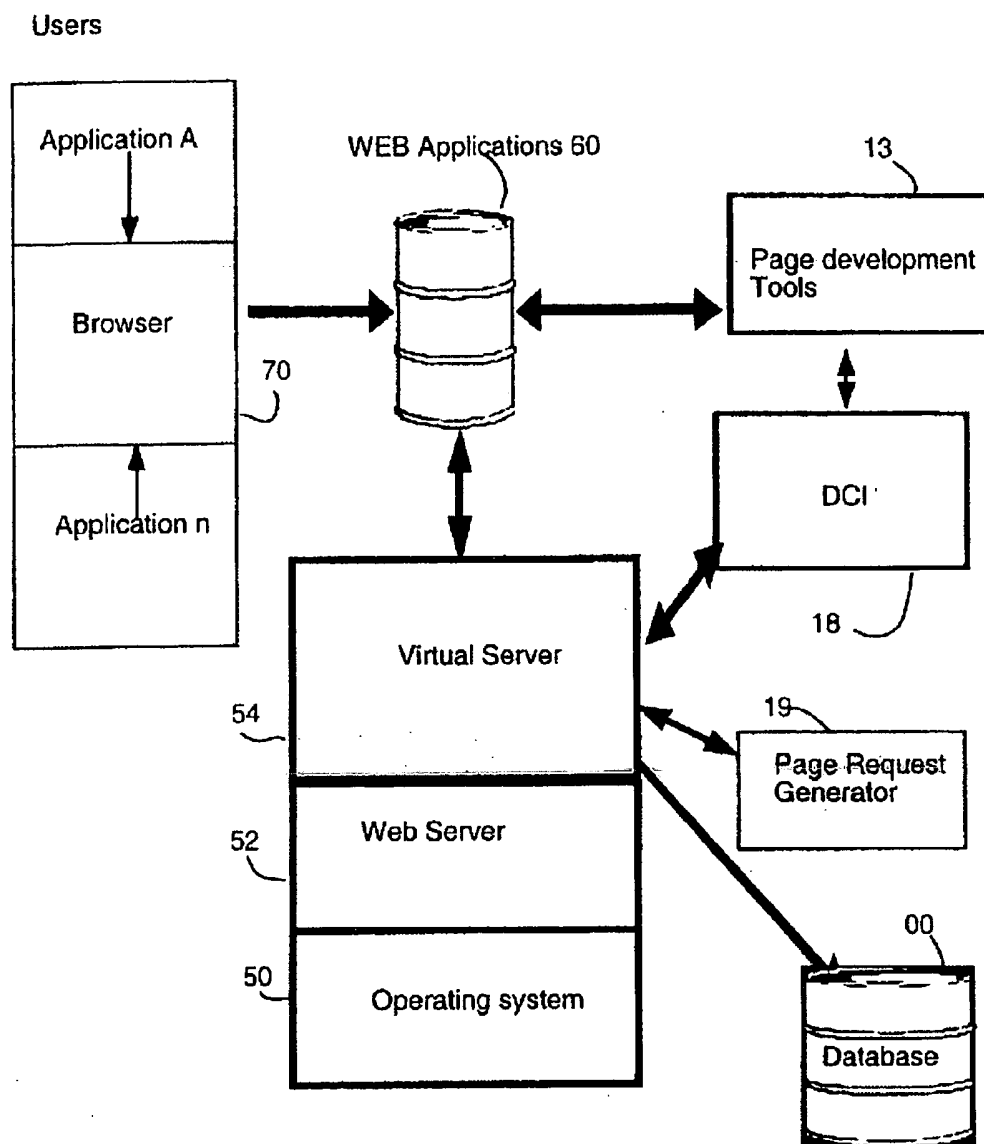 Users
Application A
WEB Applications 60
13
Page development
Tools
Browser
70
DCI
Application n
18
Virtual Server
54
19
Page Request
Generator
Web Server
52
00
50
Operating system
Database